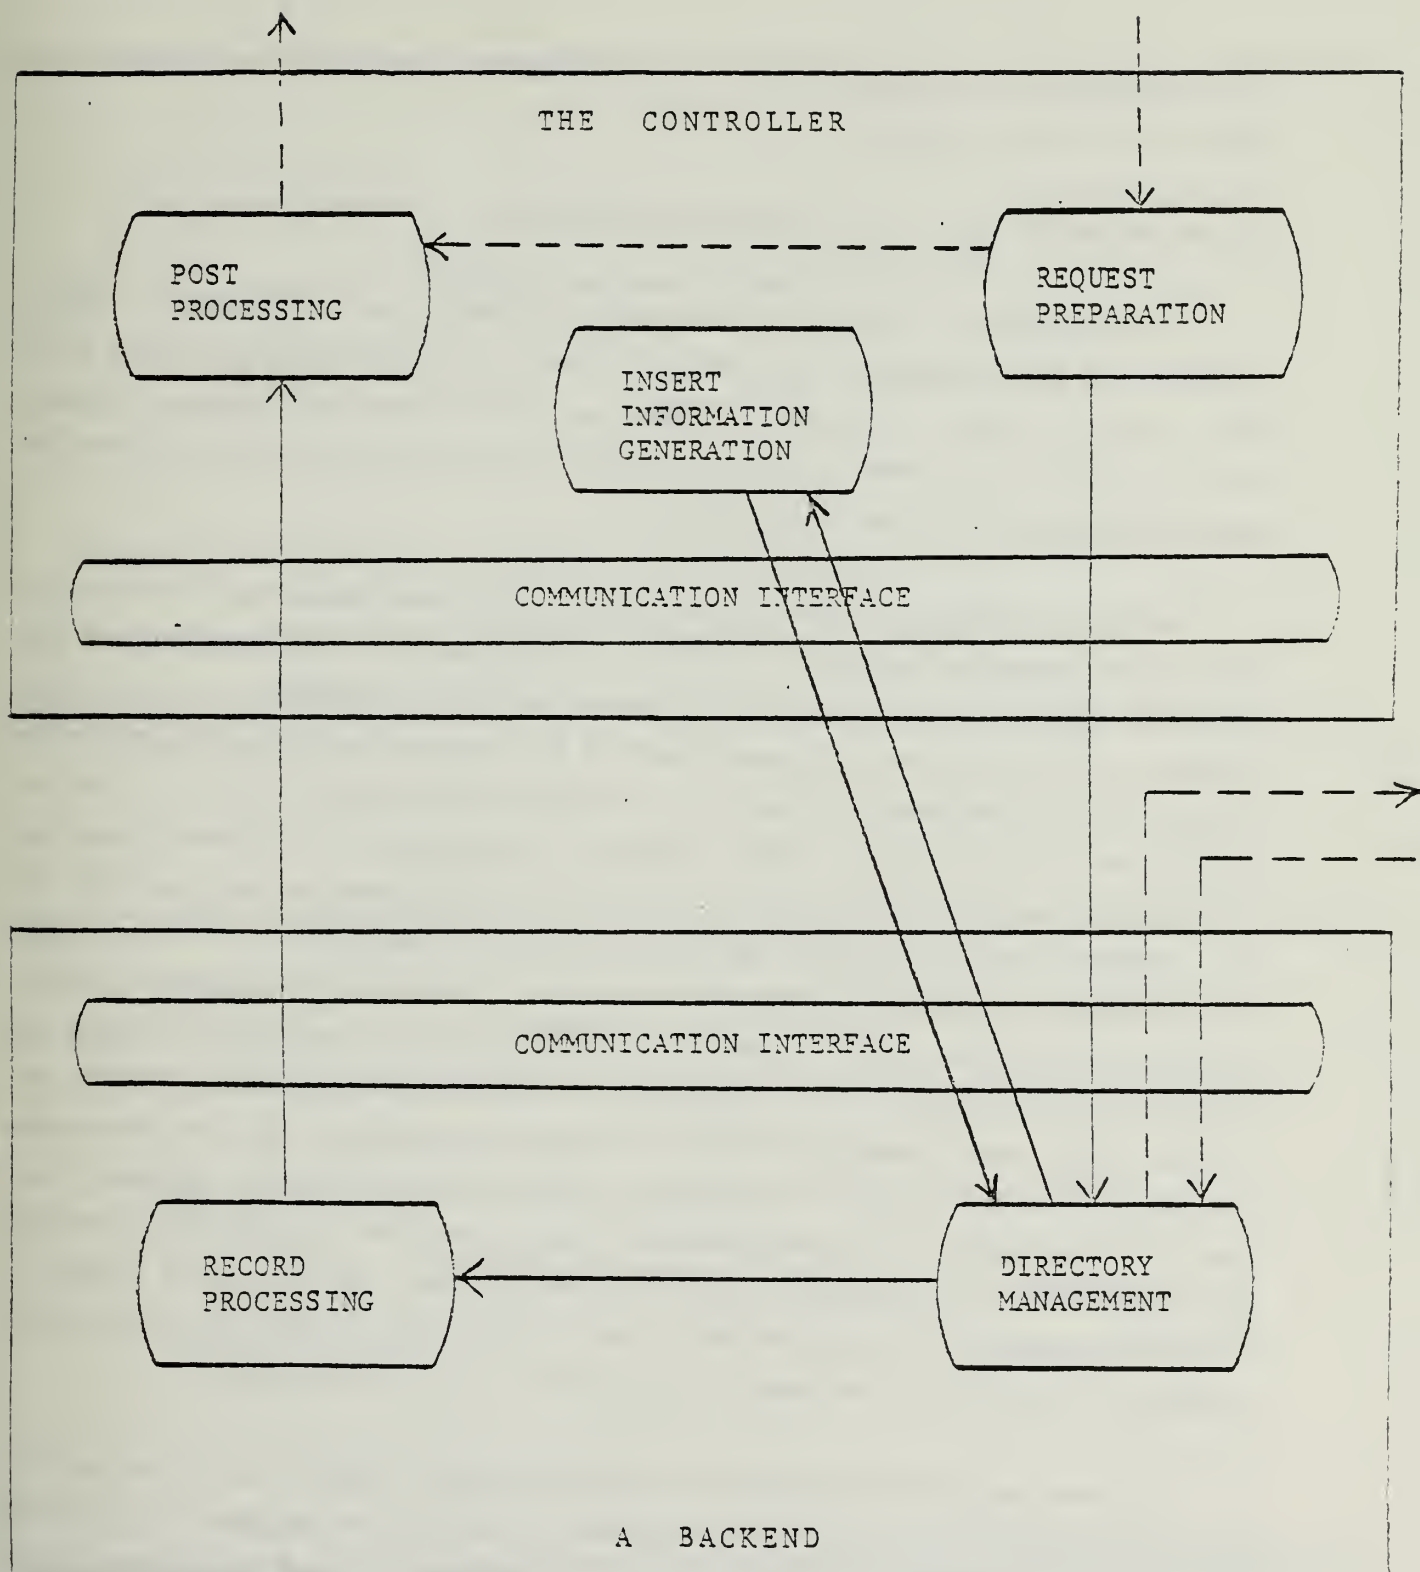 THE CONTROLLER
POST
PROCESSING
REQUEST
PREPARATION
INSERT
INFORMATION
GENERATION
COMMUNICATION INTERFACE
COMMUNICATION INTERFACE
RECORD
PROCESSING
DIRECTORY
MANAGEMENT
A BACKEND